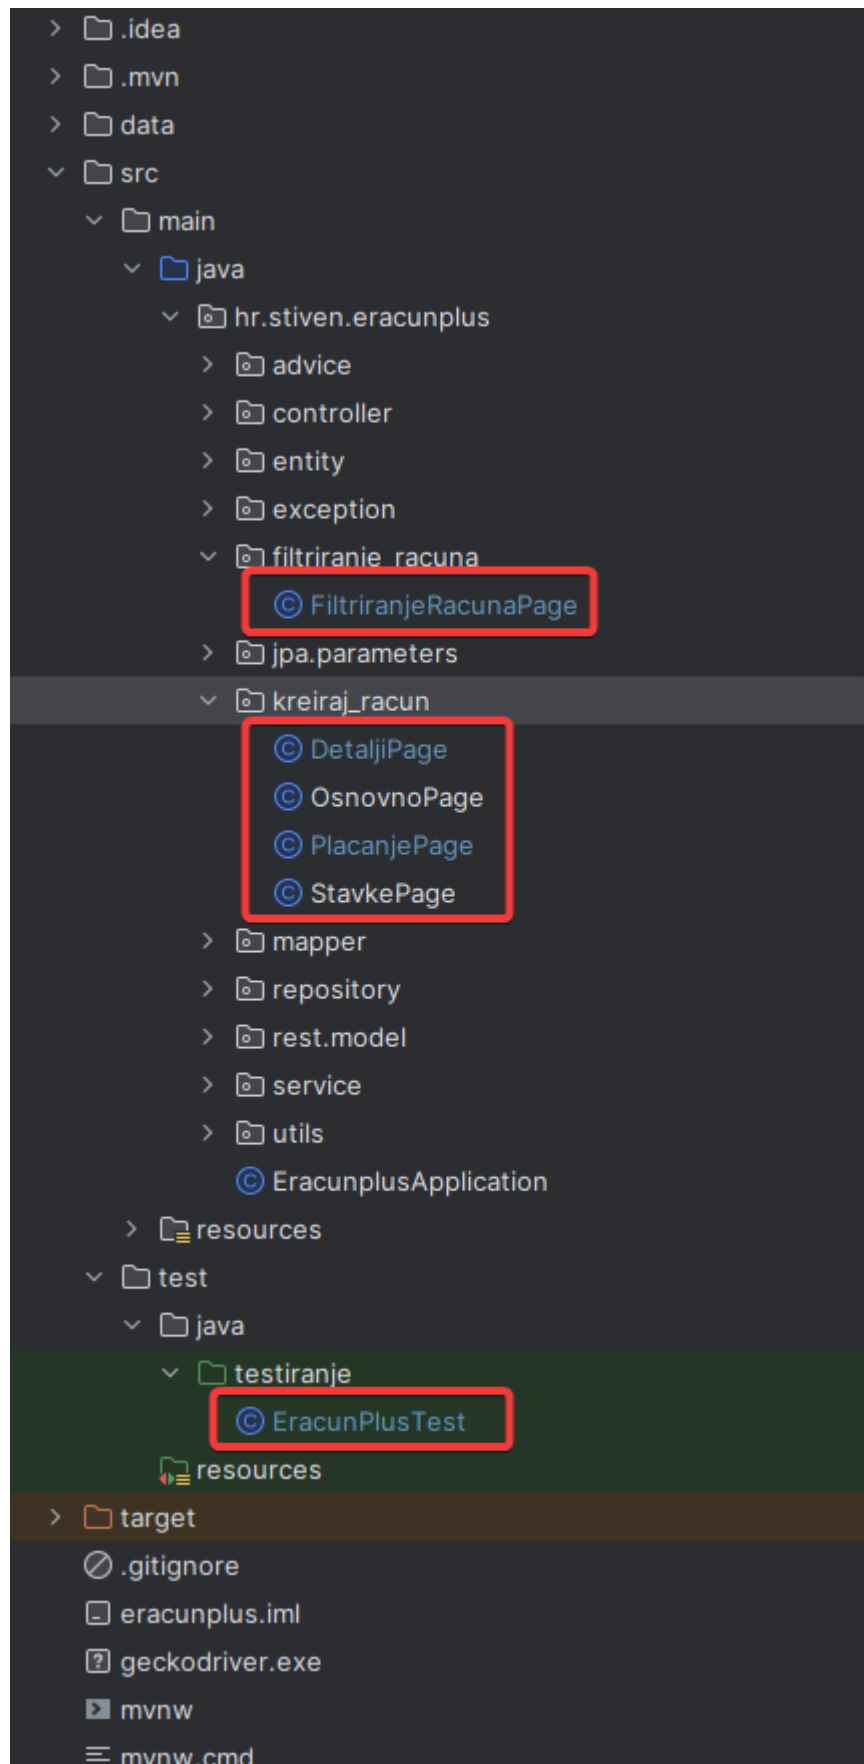 .idea
.mvn
data
src
main
java
hr.stiven.eracunplus
advice
controller
entity
exception
filtriranje_racuna
FiltriranjeRacunaPage
jpa.parameters
kreiraj_racun
DetaljiPage
OsnovnoPage
PlacanjePage
StavkePage
mapper
repository
rest.model
service
utils
EracunplusApplication
resources
test
java
testiranje
EracunPlusTest
resources
target
.gitignore
eracunplus.iml
geckodriver.exe
mvnw
mvnw.cmd